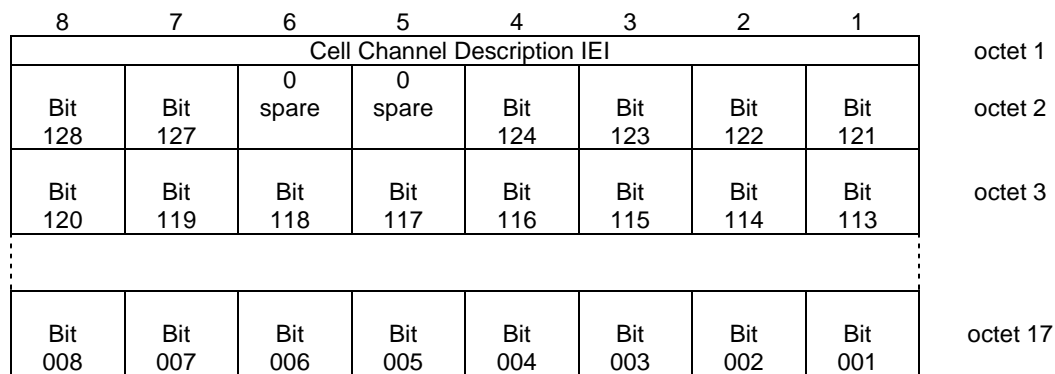 8 7 6 5 4 3 2 1
Cell Channel Description IEI octet 1
0 0
Bit Bit spare spare Bit Bit Bit Bit octet 2
128 127 124 123 122 121
Bit Bit Bit Bit Bit Bit Bit Bit octet 3
120 119 118 117 116 115 114 113
Bit Bit Bit Bit Bit Bit Bit Bit octet 17
008 007 006 005 004 003 002 001